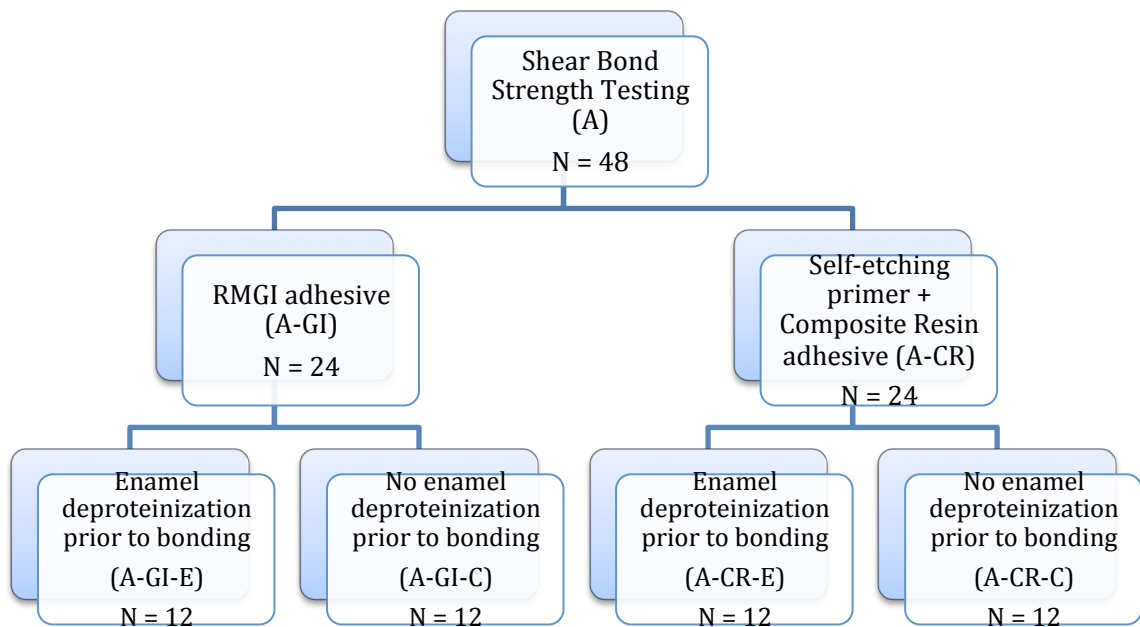 Shear Bond
Strength Testing
(A)
N = 48
RMGI adhesive
(A-GI)
N = 24
Self-etching
primer +
Composite Resin
adhesive (A-CR)
N = 24
Enamel
deproteinization
prior to bonding
(A-GI-E)
N = 12
No enamel
deproteinization
prior to bonding
(A-GI-C)
N = 12
Enamel
deproteinization
prior to bonding
(A-CR-E)
N = 12
No enamel
deproteinization
prior to bonding
(A-CR-C)
N = 12